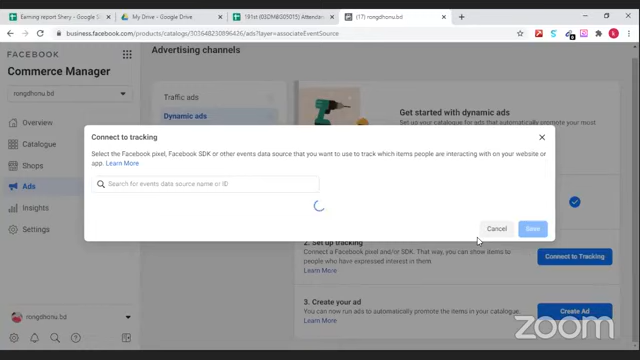 Earning report Shery - Google S
My Drive - Google Drive
191st (03DM8G05015) Attendan
(17) rongdhonu.bd
business.facebook.com/products/catalogs/303648230896426/ads?layer=associateEventSource
FACEBOOK
Commerce Manager
rongdhonu.bd
Overview
Catalogue
Shops
Ads
Insights
Settings
rongdhonu.bd
Advertising channels
Traffic ads
Dynamic ads
Get started with dynamic ads
Set up your catalogue for ads that automatically promote your most
Connect to tracking
Select the Facebook pixel, Facebook SDK or other events data source that you want to use to track which items people are interacting with on your website or
app. Learn More
Search for events data source name or ID
Cancel
Save
2. Set up tracking
Connect a Facebook pixel and/or SDK. That way, you can show items to
people who have expressed interest in them.
Learn More
Connect to Tracking
3. Create your ad
You can now run ads to automatically promote the items in your catalogue.
Learn More
Create Ad
zoom